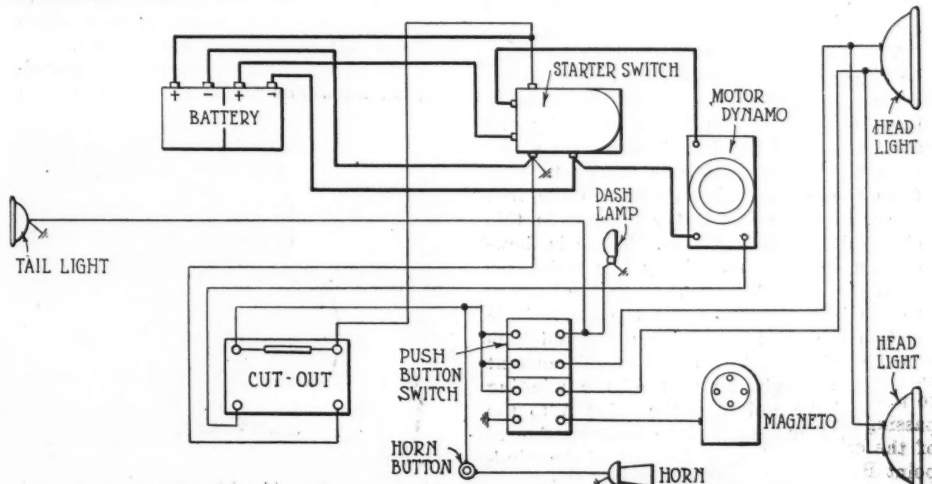 STARTER SWITCH
MOTOR
DYNAMO
HEAD
LIGHT
+ - + -
BATTERY
DASH
LAMP
TAIL LIGHT
CUT-OUT
PUSH
BUTTON
SWITCH
HEAD
LIGHT
MAGNETO
HORN
BUTTON
HORN